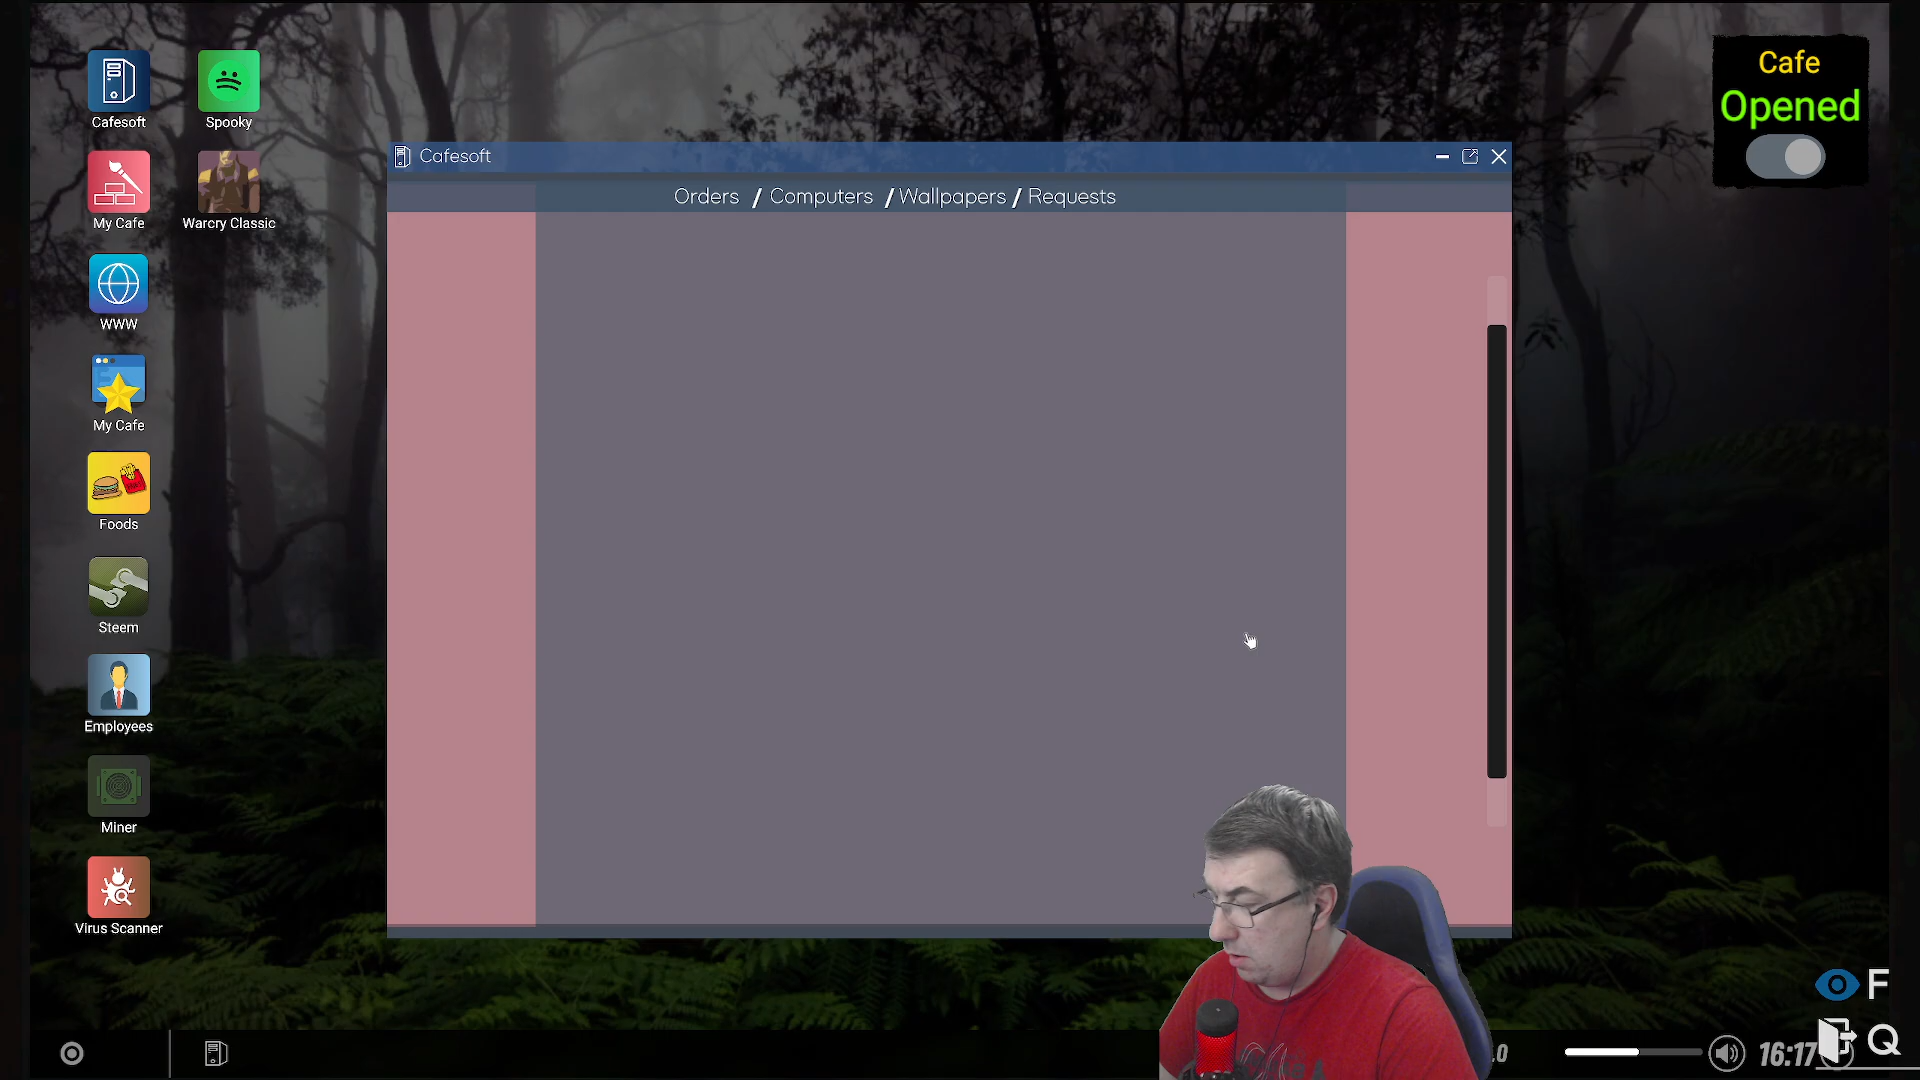 Cafesoft
Spooky
My Cafe
Warcry Classic
WWW
My Cafe
Foods
Steem
Employees
Miner
Virus Scanner
Cafesoft
Orders / Computers / Wallpapers / Requests
Cafe
Opened
F
Q
.0
16:17